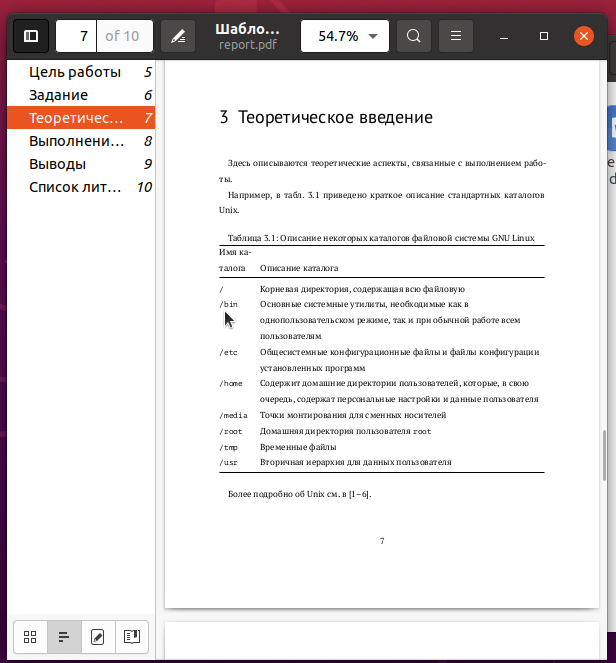 7 of 10
Шабло…
report.pdf
54.7%
Цель работы 5
Задание 6
Теоретичес… 7
Выполнени… 8
Выводы 9
Список лит… 10
3 Теоретическое введение
Здесь описываются теоретические аспекты, связанные с выполнением рабо-
ты.
Например, в табл. 3.1 приведено краткое описание стандартных каталогов
Unix.
Таблица 3.1: Описание некоторых каталогов файловой системы GNU Linux
Имя ка-
талога Описание каталога
/ Корневая директория, содержащая всю файловую
/bin Основные системные утилиты, необходимые как в
однопользовательском режиме, так и при обычной работе всем
пользователям
/etc Общесистемные конфигурационные файлы и файлы конфигурации
установленных программ
/home Содержит домашние директории пользователей, которые, в свою
очередь, содержат персональные настройки и данные пользователя
/media Точки монтирования для сменных носителей
/root Домашняя директория пользователя root
/tmp Временные файлы
/usr Вторичная иерархия для данных пользователя
Более подробно об Unix см. в [1–6].
7